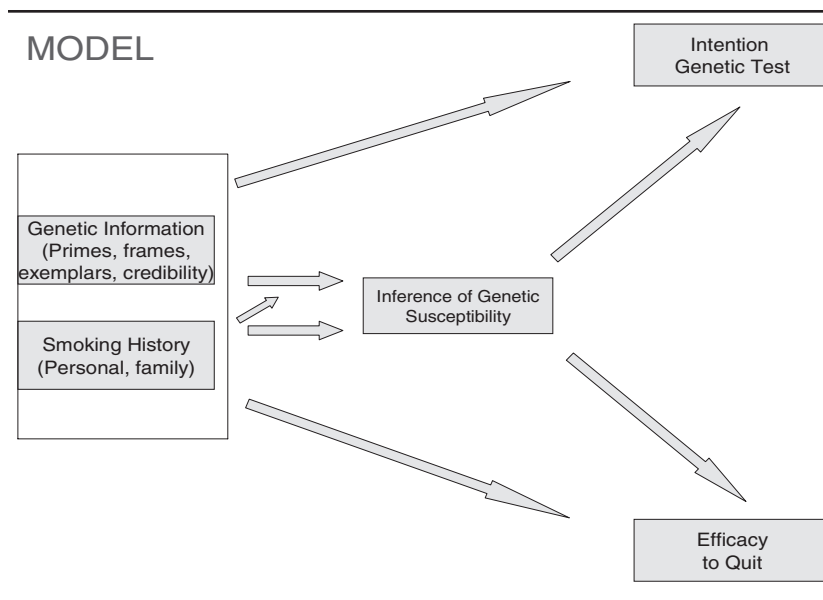 MODEL
Intention
Genetic Test
Genetic Information
(Primes, frames,
exemplars, credibility)
Inference of Genetic
Susceptibility
Smoking History
(Personal, family)
Efficacy
to Quit